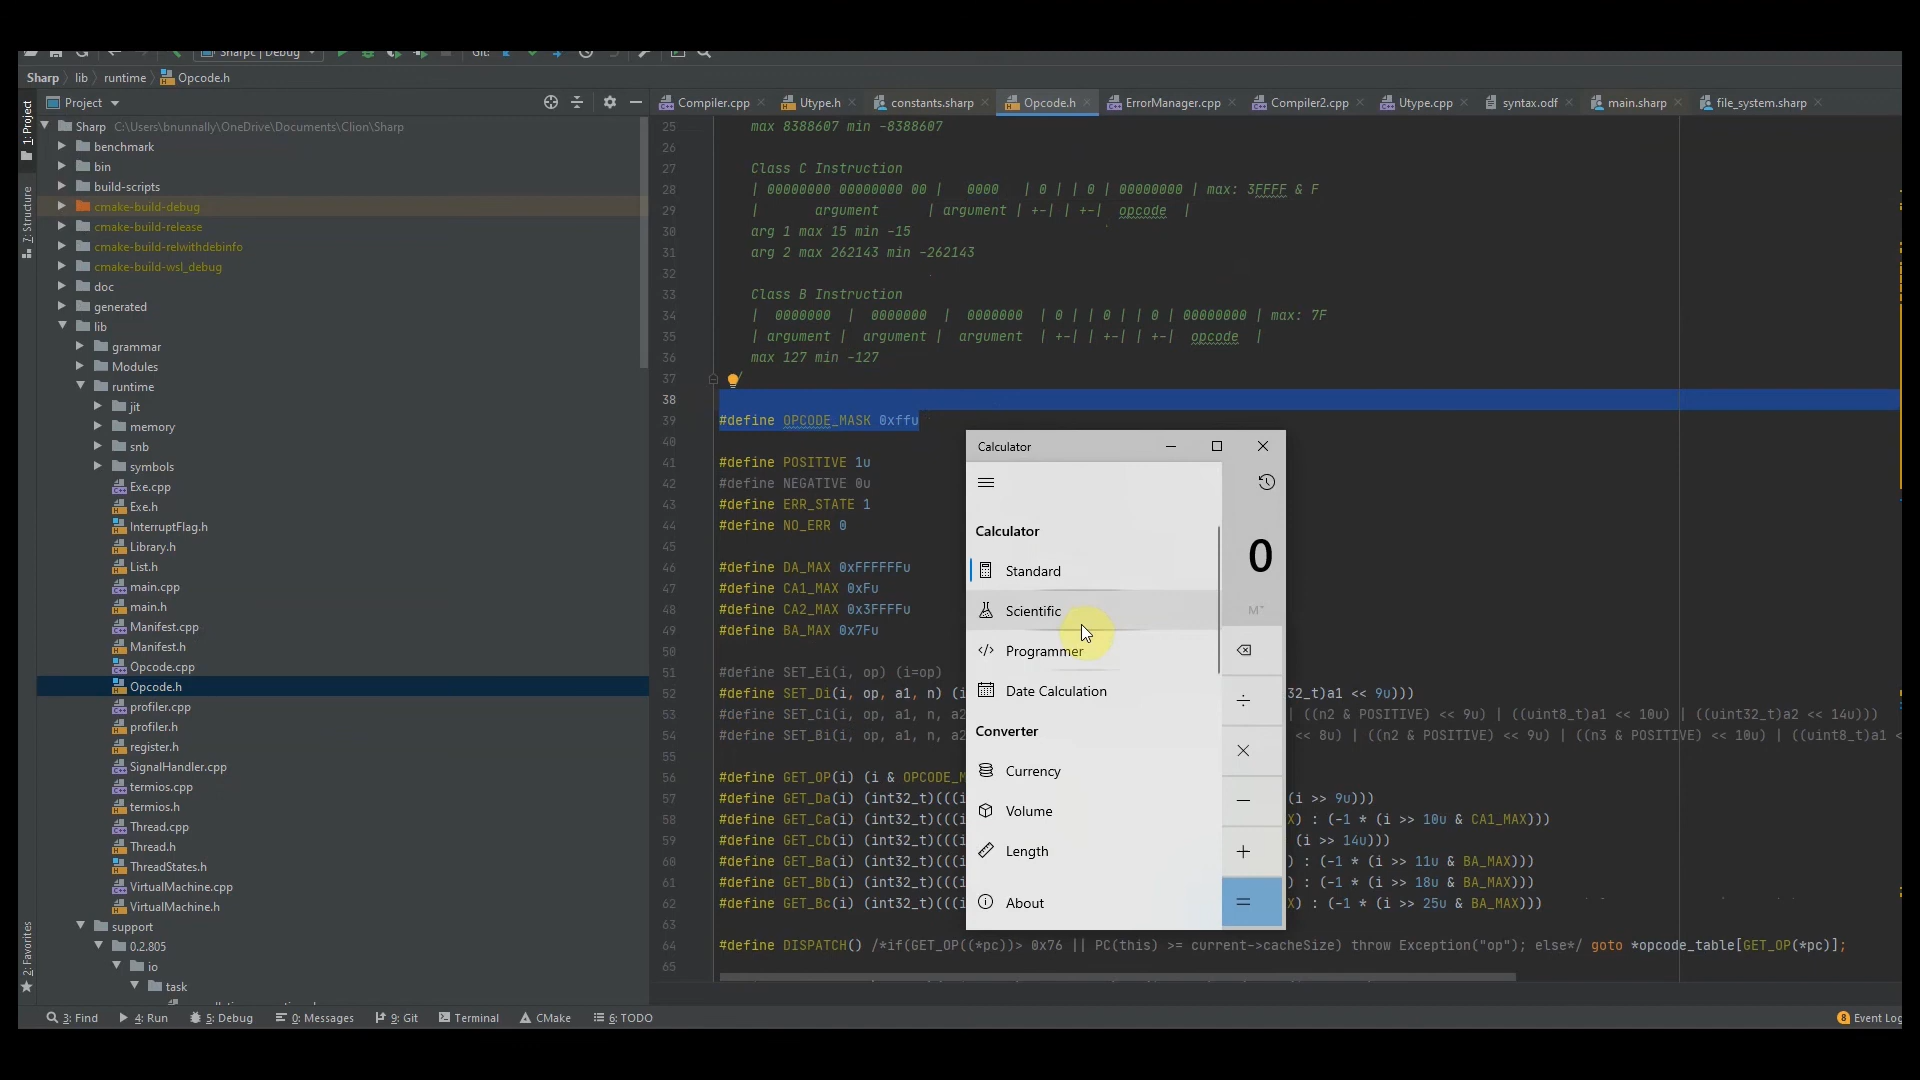 Sharpc | Debug
Git:
Sharp
lib
runtime
Opcode.h
Project
Compiler.cpp
Utype.h
constants.sharp
Opcode.h
ErrorManager.cpp
Compiler2.cpp
Utype.cpp
syntax.odf
main.sharp
file_system.sharp
1: Project
7: Structure
2: Favorites
Sharp C:\Users\bnunnally\OneDrive\Documents\Clion\Sharp
benchmark
bin
build-scripts
cmake-build-debug
cmake-build-release
cmake-build-relwithdebinfo
cmake-build-wsl_debug
doc
generated
lib
grammar
Modules
runtime
jit
memory
snb
symbols
Exe.cpp
Exe.h
InterruptFlag.h
Library.h
List.h
main.cpp
main.h
Manifest.cpp
Manifest.h
Opcode.cpp
Opcode.h
profiler.cpp
profiler.h
register.h
SignalHandler.cpp
termios.cpp
termios.h
Thread.cpp
Thread.h
ThreadStates.h
VirtualMachine.cpp
VirtualMachine.h
support
0.2.805
io
task
25 max 8388607 min -8388607
26
27 Class C Instruction
28 | 00000000 00000000 00 | 0000 | 0 | | 0 | 00000000 | max: 3FFFF & F
29 | argument | argument | +-| | +-| opcode |
30 arg 1 max 15 min -15
31 arg 2 max 262143 min -262143
32
33 Class B Instruction
34 | 0000000 | 0000000 | 0000000 | 0 | | 0 | | 0 | 00000000 | max: 7F
35 | argument | argument | argument | +-| | +-| | +-| opcode |
36 max 127 min -127
37 /
38
39 #define OPCODE_MASK 0xffu
40
41 #define POSITIVE 1u
42 #define NEGATIVE 0u
43 #define ERR_STATE 1
44 #define NO_ERR 0
45
46 #define DA_MAX 0xFFFFFFu
47 #define CA1_MAX 0xFu
48 #define CA2_MAX 0x3FFFFu
49 #define BA_MAX 0x7Fu
50
51 #define SET_Ei(i, op) (i=op)
52 #define SET_Di(i, op, a1, n) (i 32_t)a1 << 9u)))
53 #define SET_Ci(i, op, a1, n, a2 | ((n2 & POSITIVE) << 9u) | ((uint8_t)a1 << 10u) | ((uint32_t)a2 << 14u)))
54 #define SET_Bi(i, op, a1, n, a2 << 8u) | ((n2 & POSITIVE) << 9u) | ((n3 & POSITIVE) << 10u) | ((uint8_t)a1 <
55
56 #define GET_OP(i) (i & OPCODE_M
57 #define GET_Da(i) (int32_t)(((i (i >> 9u)))
58 #define GET_Ca(i) (int32_t)(((i X) : (-1 * (i >> 10u & CA1_MAX)))
59 #define GET_Cb(i) (int32_t)(((i (i >> 14u)))
60 #define GET_Ba(i) (int32_t)(((i X) : (-1 * (i >> 11u & BA_MAX)))
61 #define GET_Bb(i) (int32_t)(((i X) : (-1 * (i >> 18u & BA_MAX)))
62 #define GET_Bc(i) (int32_t)(((i X) : (-1 * (i >> 25u & BA_MAX)))
63
64 #define DISPATCH() /*if(GET_OP((*pc))> 0x76 || PC(this) >= current->cacheSize) throw Exception("op"); else*/ goto *opcode_table[GET_OP(*pc)];
65
Calculator
Calculator
Standard
Scientific
Programmer
Date Calculation
Converter
Currency
Volume
Length
About
0
÷
×
−
+
=
3: Find
4: Run
5: Debug
0: Messages
9: Git
Terminal
CMake
6: TODO
8 Event Log